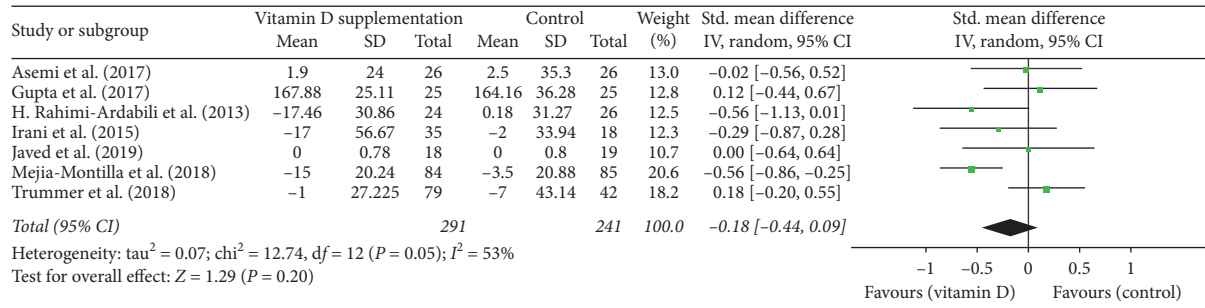 Study or subgroup Vitamin D supplementation Control Weight (%) Std. mean difference IV, random, 95% CI Std. mean difference IV, random, 95% CI
Mean SD Total Mean SD Total
Asemi et al. (2017) 1.9 24 26 2.5 35.3 26 13.0 –0.02 [–0.56, 0.52]
Gupta et al. (2017) 167.88 25.11 25 164.16 36.28 25 12.8 0.12 [–0.44, 0.67]
H. Rahimi-Ardabili et al. (2013) –17.46 30.86 24 0.18 31.27 26 12.5 –0.56 [–1.13, 0.01]
Irani et al. (2015) –17 56.67 35 –2 33.94 18 12.3 –0.29 [–0.87, 0.28]
Javed et al. (2019) 0 0.78 18 0 0.8 19 10.7 0.00 [–0.64, 0.64]
Mejia-Montilla et al. (2018) –15 20.24 84 –3.5 20.88 85 20.6 –0.56 [–0.86, –0.25]
Trummer et al. (2018) –1 27.225 79 –7 43.14 42 18.2 0.18 [–0.20, 0.55]
Total (95% CI) 291 241 100.0 –0.18 [–0.44, 0.09]
Heterogeneity: tau² = 0.07; chi² = 12.74, df = 12 (P = 0.05); I² = 53%
Test for overall effect: Z = 1.29 (P = 0.20)
–1 –0.5 0 0.5 1
Favours (vitamin D) Favours (control)